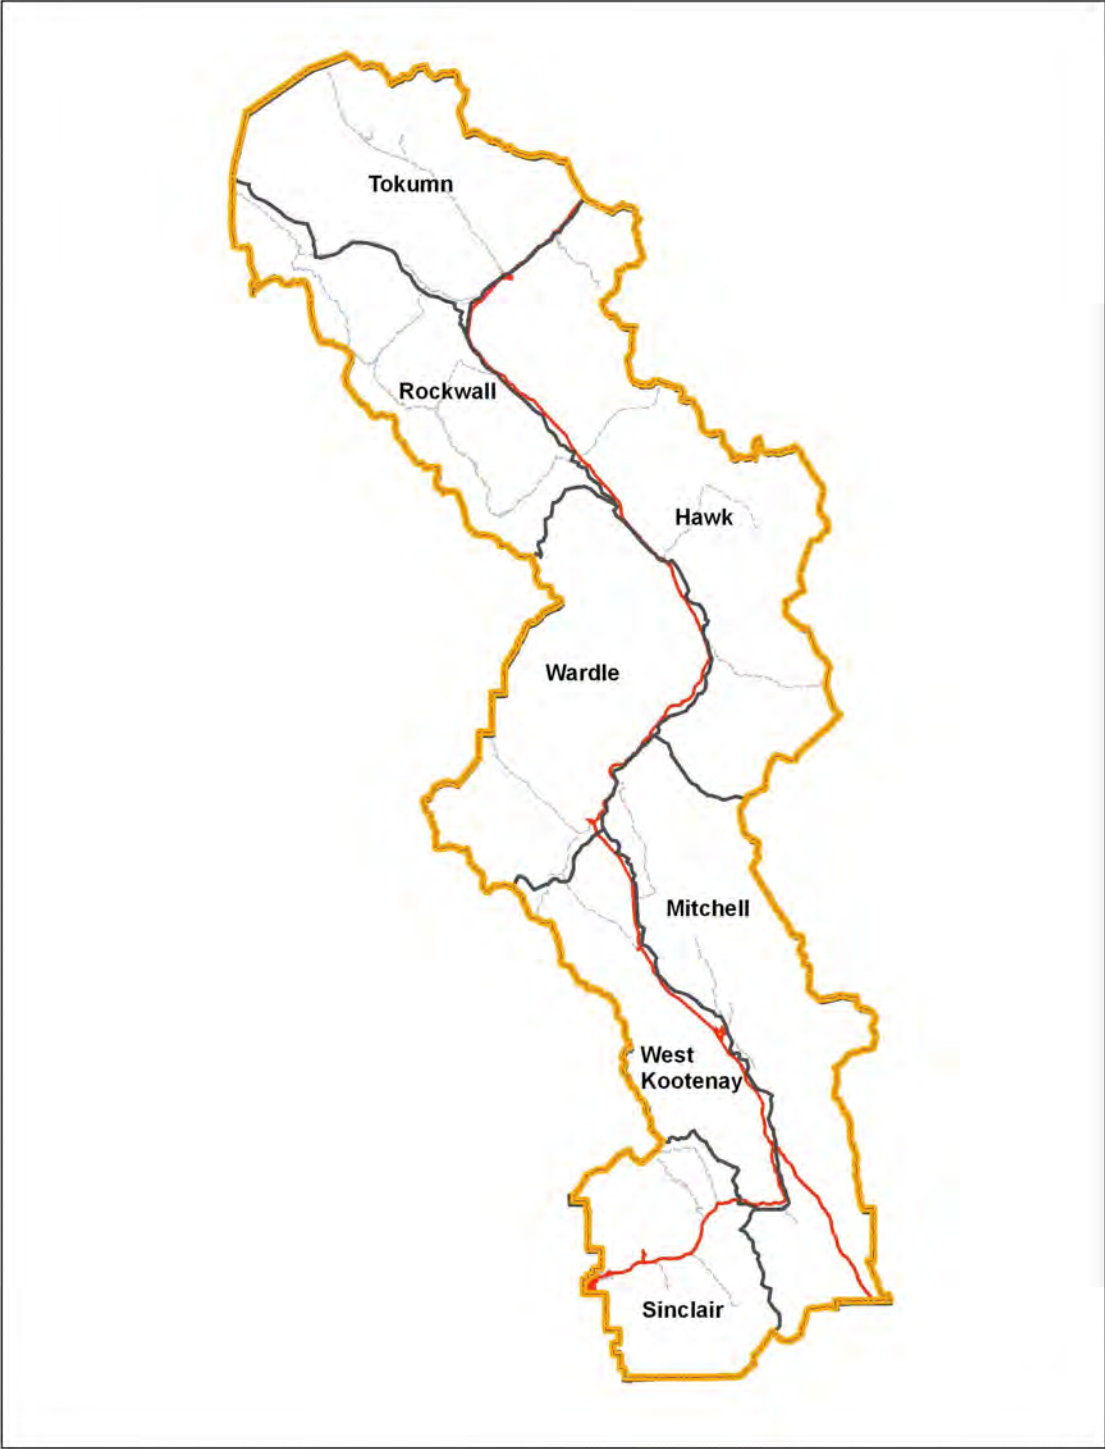 Tokumn
Rockwall
Hawk
Wardle
Mitchell
West
Kootenay
Sinclair